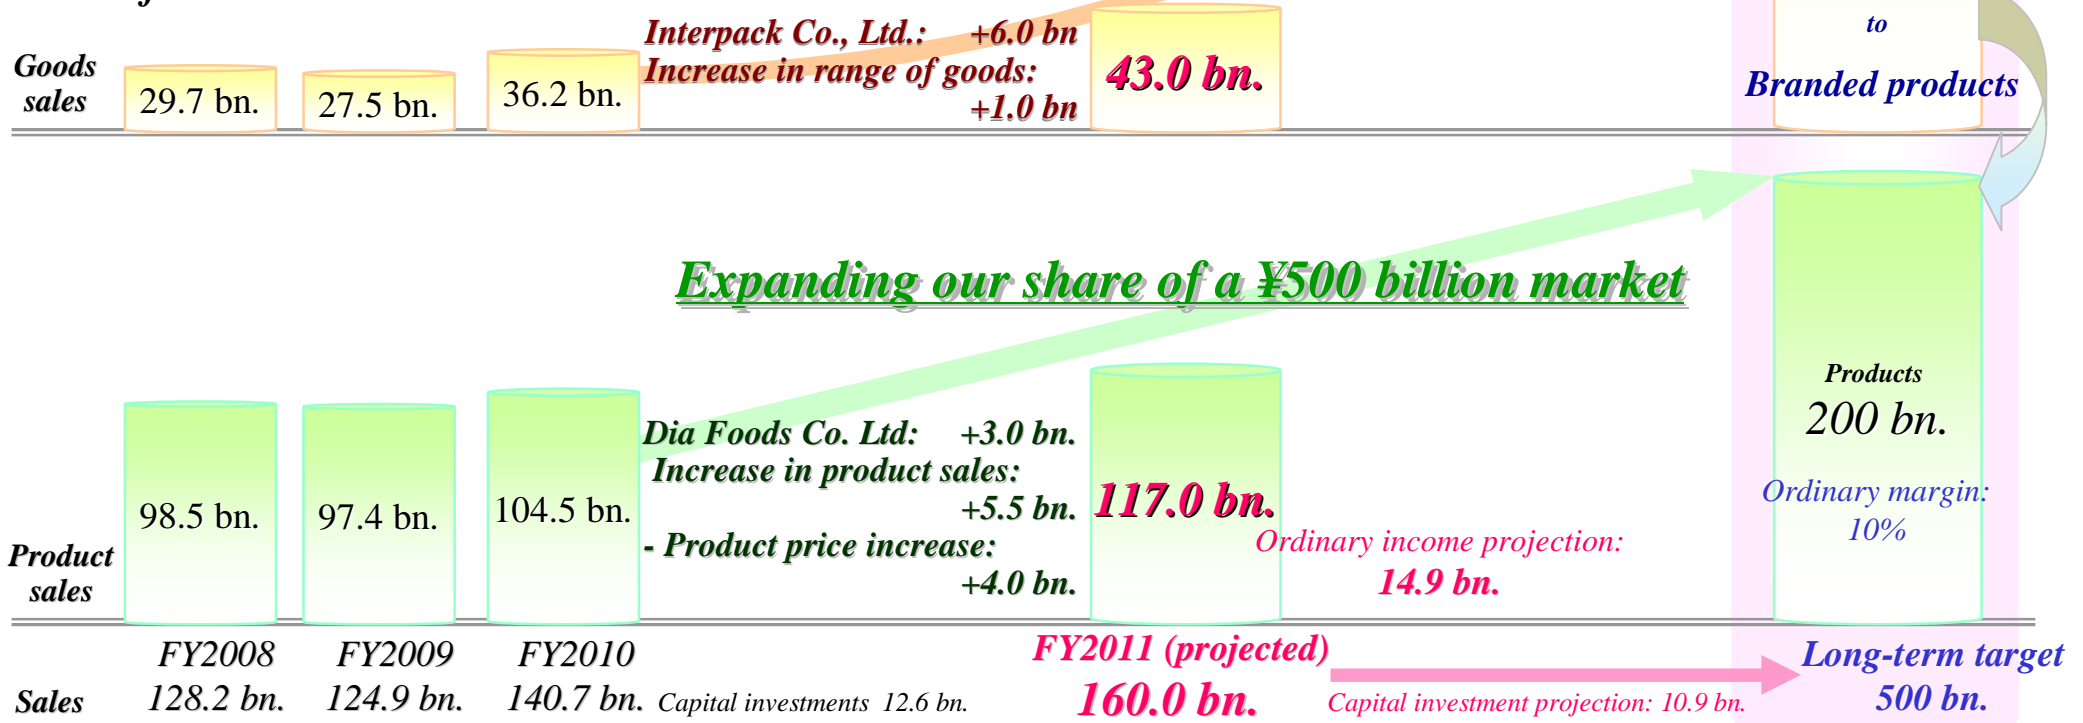 Goods
sales
29.7 bn.
27.5 bn.
36.2 bn.
Interpack Co., Ltd.: +6.0 bn
Increase in range of goods:
+1.0 bn
43.0 bn.
to
Branded products
Expanding our share of a ¥500 billion market
Product
sales
98.5 bn.
97.4 bn.
104.5 bn.
Dia Foods Co. Ltd: +3.0 bn.
Increase in product sales:
+5.5 bn.
- Product price increase:
+4.0 bn.
117.0 bn.
Ordinary income projection:
14.9 bn.
Products
200 bn.
Ordinary margin:
10%
FY2008
FY2009
FY2010
FY2011 (projected)
Long-term target
Sales
128.2 bn.
124.9 bn.
140.7 bn.
Capital investments 12.6 bn.
160.0 bn.
Capital investment projection: 10.9 bn.
500 bn.